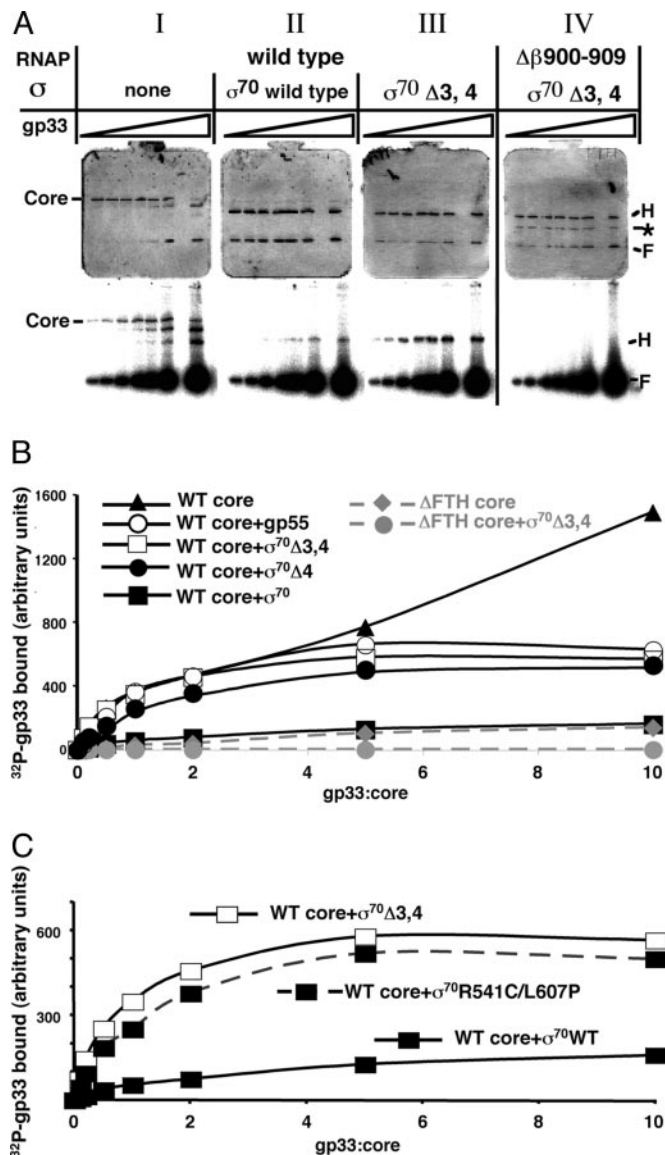 A
I II III IV
RNAP wild type Δβ900-909
σ none σ70 wild type σ70 Δ3, 4 σ70 Δ3, 4
gp33
Core
H
*
F
Core
H
F
B
32P-gp33 bound (arbitrary units)
1600
1200
800
400
0
WT core
WT core+gp55
WT core+σ70Δ3,4
WT core+σ70Δ4
WT core+σ70
ΔFTH core
ΔFTH core+σ70Δ3,4
0 2 4 6 8 10
gp33:core
C
32P-gp33 bound (arbitrary units)
600
300
0
WT core+σ70Δ3,4
WT core+σ70R541C/L607P
WT core+σ70WT
0 2 4 6 8 10
gp33:core